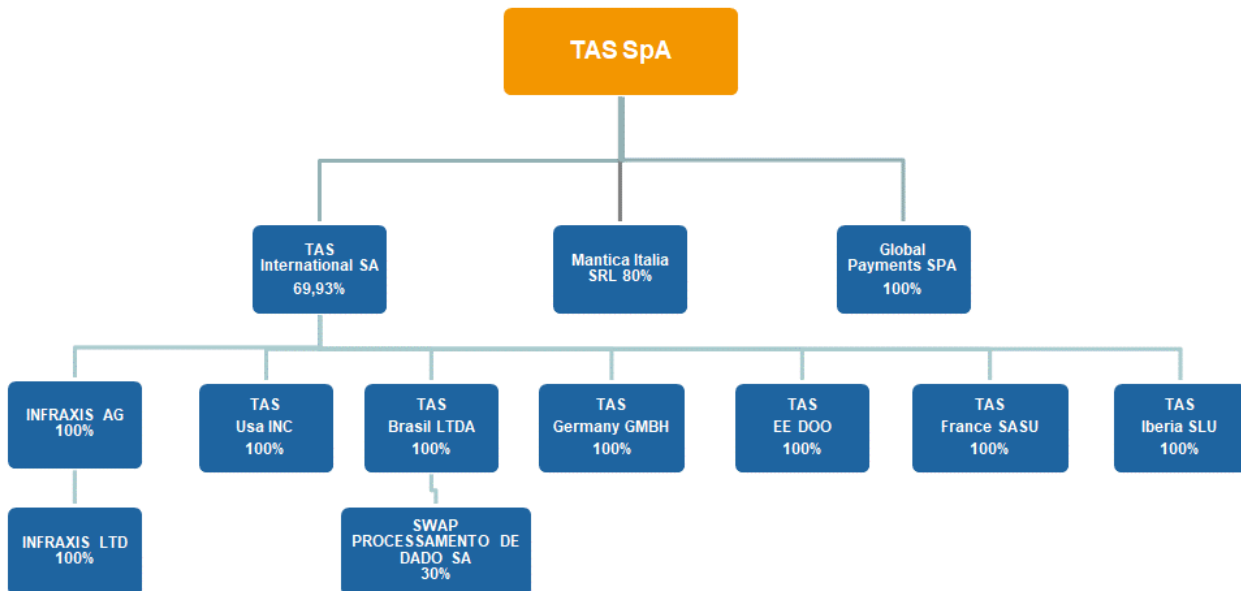 TAS SpA
TAS
International SA
69,93%
Mantica Italia
SRL 80%
Global
Payments SPA
100%
INFRAXIS AG
100%
TAS
Usa INC
100%
TAS
Brasil LTDA
100%
TAS
Germany GMBH
100%
TAS
EE DOO
100%
TAS
France SASU
100%
TAS
Iberia SLU
100%
INFRAXIS LTD
100%
SWAP
PROCESSAMENTO DE
DADO SA
30%